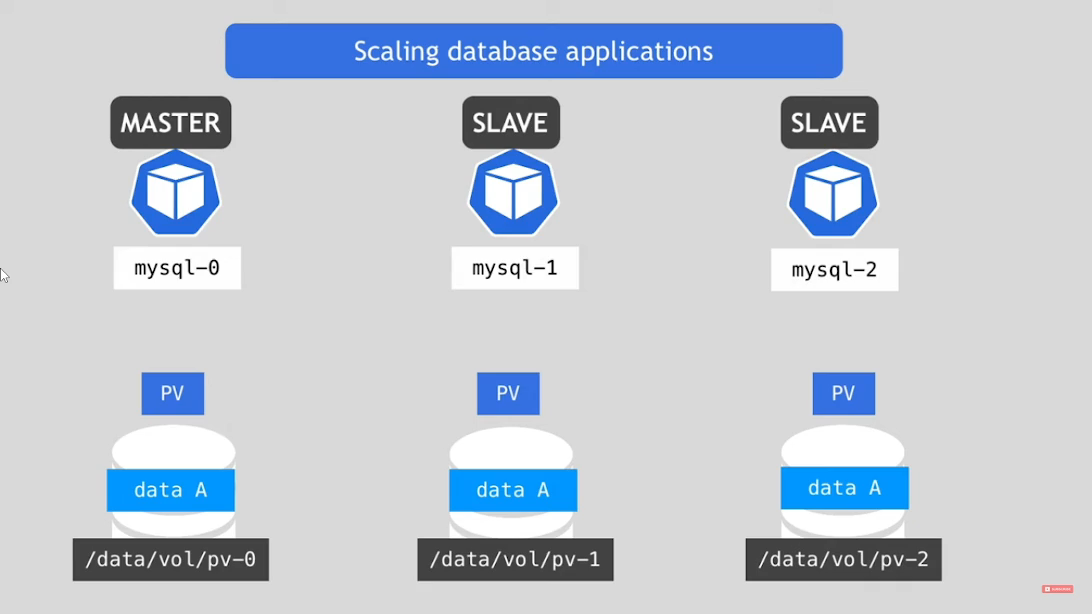 Scaling database applications
MASTER
SLAVE
SLAVE
mysql-0
mysql-1
mysql-2
PV
PV
PV
data A
data A
data A
/data/vol/pv-0
/data/vol/pv-1
/data/vol/pv-2
SUBSCRIBE